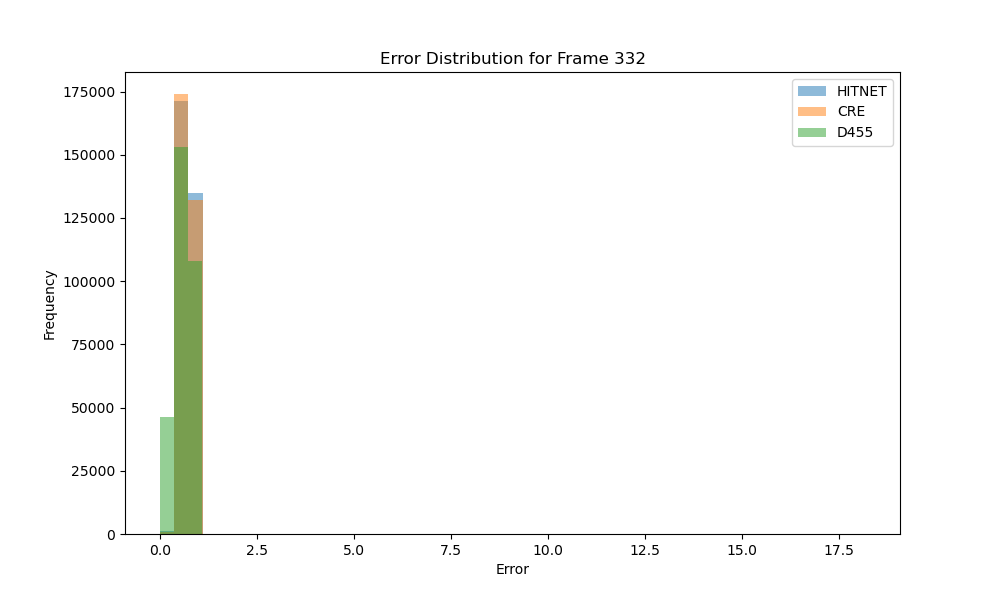 Error Distribution for Frame 332
HITNET
CRE
D455
175000
150000
125000
100000
75000
50000
25000
0
Frequency
0.0 2.5 5.0 7.5 10.0 12.5 15.0 17.5
Error